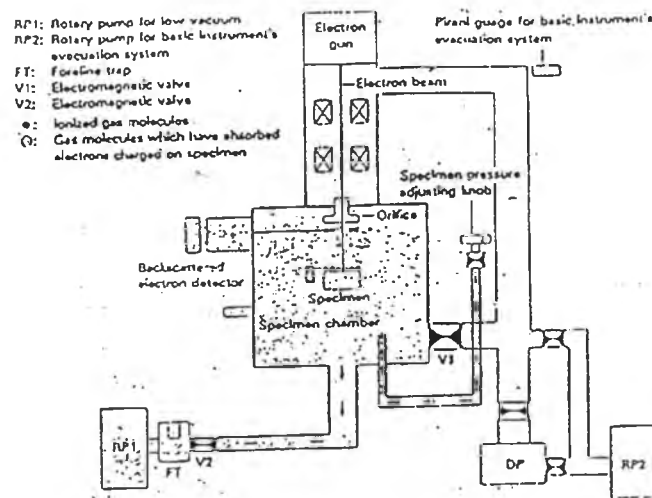 RP1: Rotary pump for low vacuum
RP2: Rotary pump for basic instrument's
evacuation system
FT: Foreline trap
V1: Electromagnetic valve
V2: Electromagnetic valve
: Ionized gas molecules
: Gas molecules which have absorbed
electrons charged on specimen
Electron
gun
Pirani guage for basic instrument's
evacuation system
Electron beam
Specimen pressure
adjusting knob
Orifice
Backscattered
electron detector
Specimen
Specimen chamber
V1
RP1
FT
V2
DP
RP2